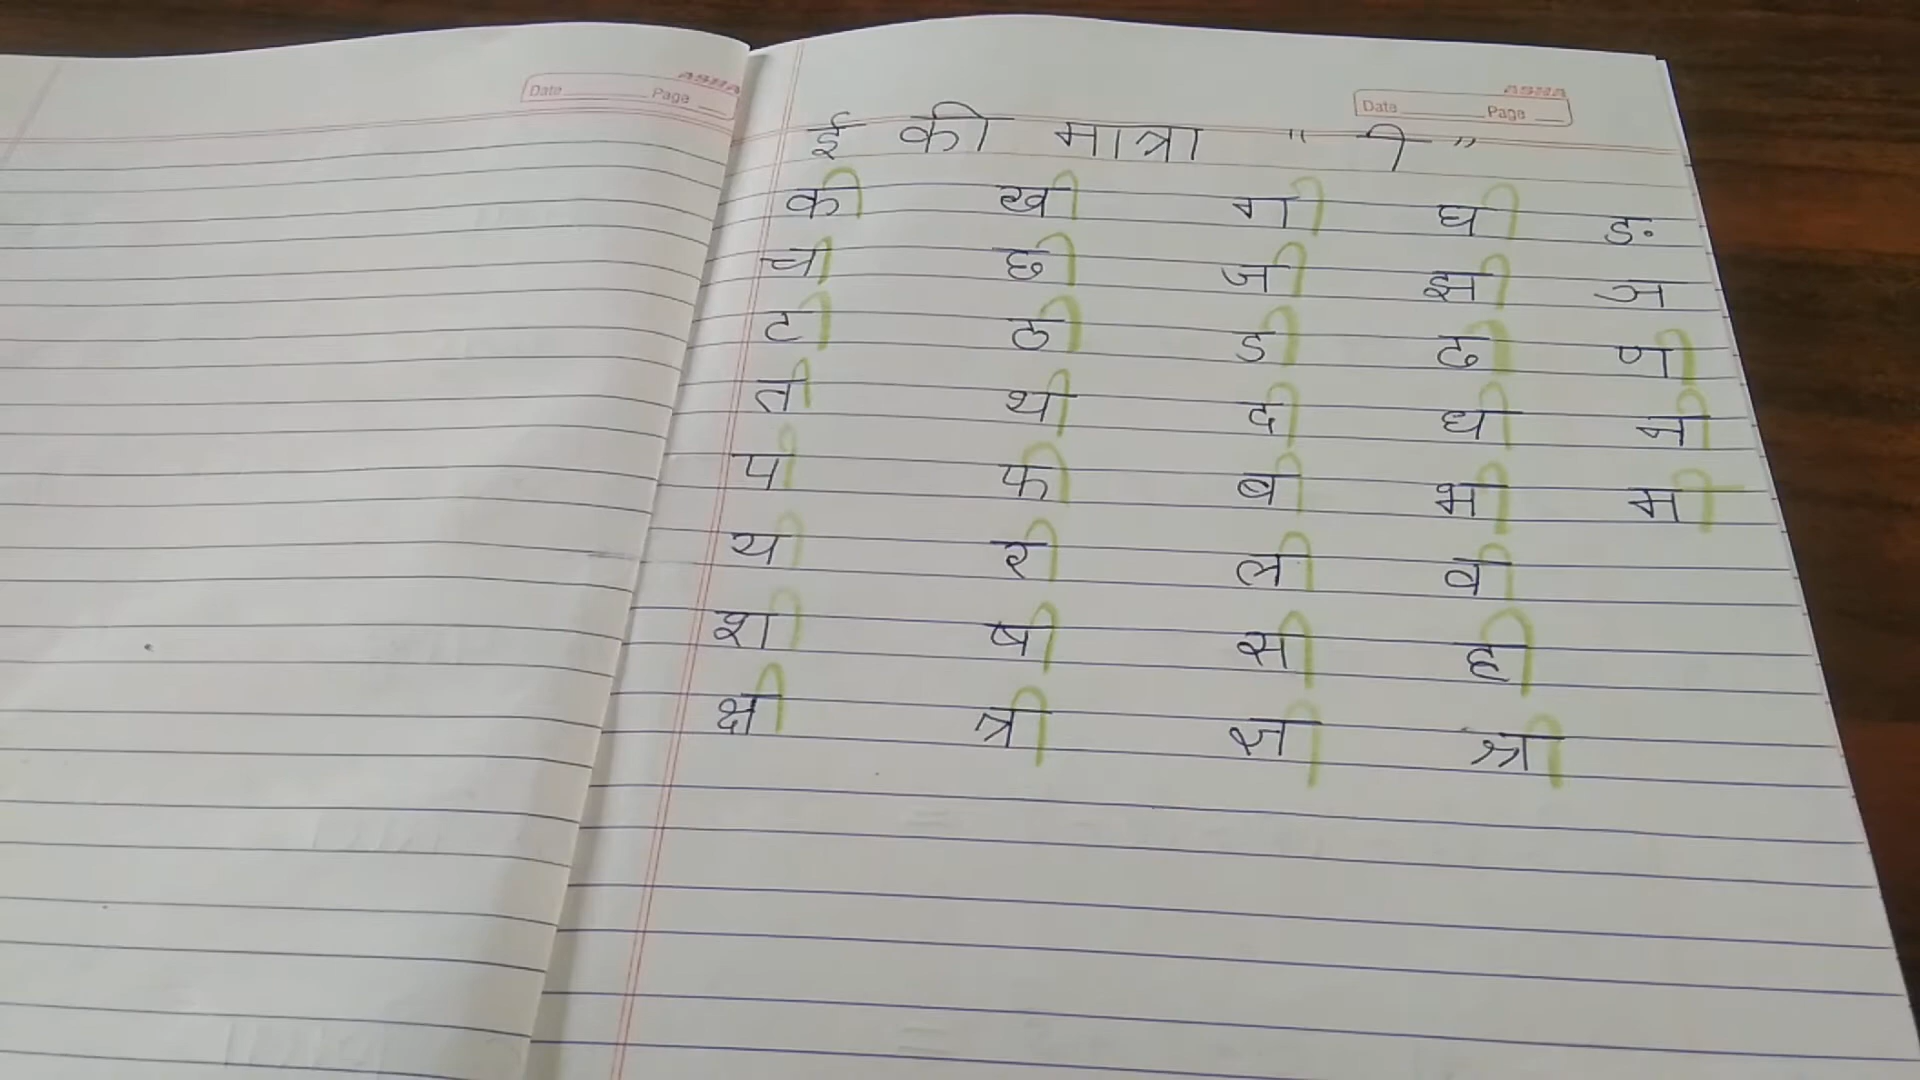 ASHA
Date Page
ASHA
Date Page
ई की मात्रा " ी "
की खी गी घी ङ
ची छी जी झी ञ
टी ठी डी ढी णी
ती थी दी धी नी
पी फी बी भी मी
यी री ली वी
शी षी सी ही
क्षी त्री ज्ञी श्री